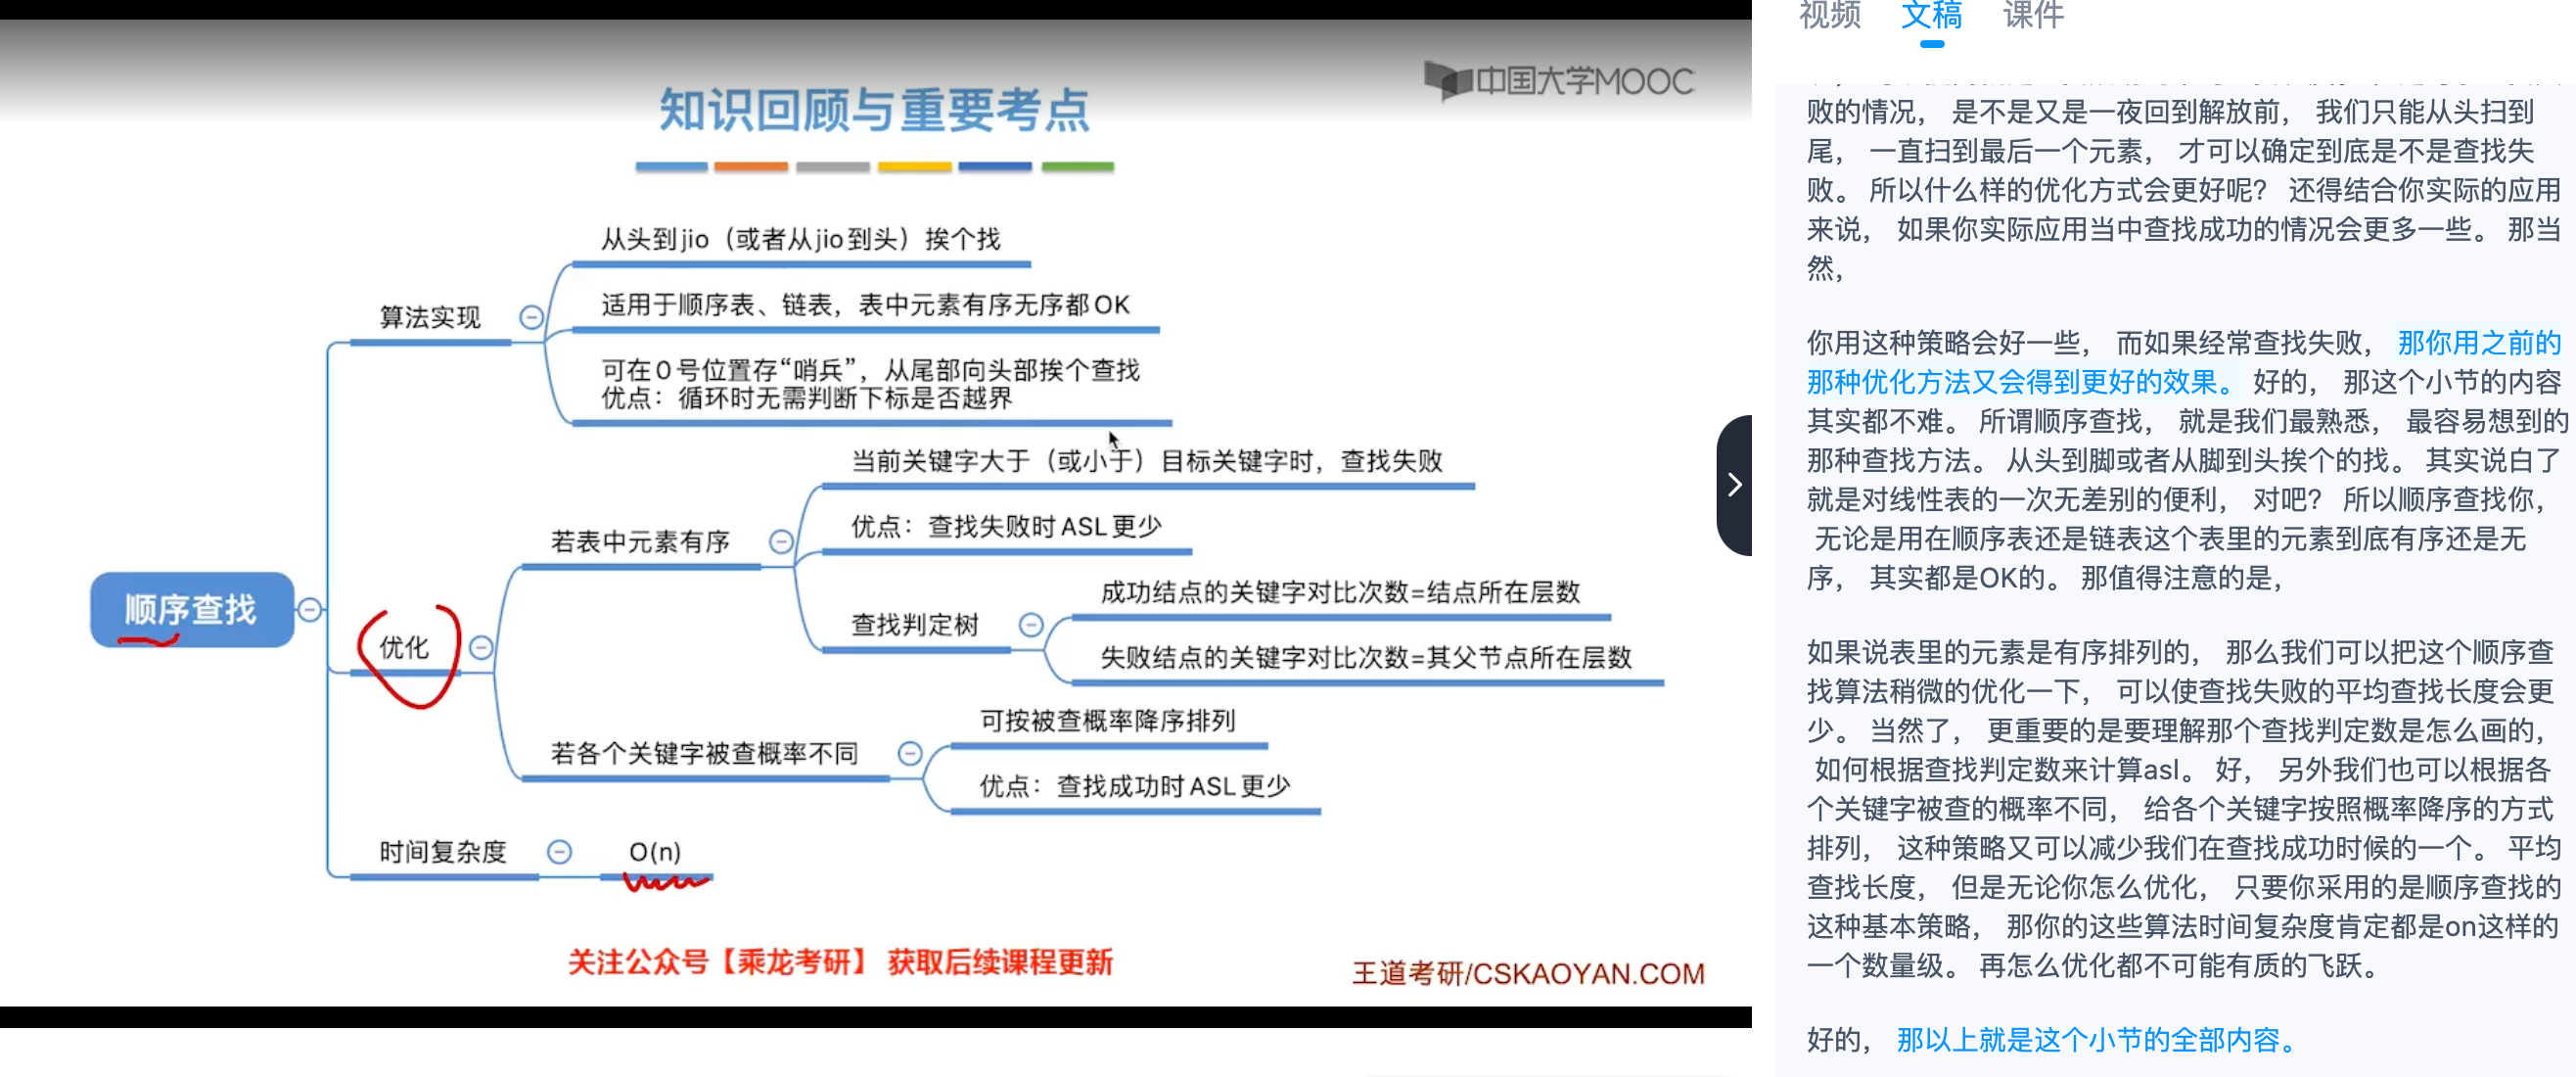 中国大学MOOC
知识回顾与重要考点
从头到jio（或者从jio到头）挨个找
适用于顺序表、链表，表中元素有序无序都OK
算法实现
可在0号位置存“哨兵”，从尾部向头部挨个查找
优点：循环时无需判断下标是否越界
当前关键字大于（或小于）目标关键字时，查找失败
优点：查找失败时ASL更少
若表中元素有序
成功结点的关键字对比次数=结点所在层数
查找判定树
失败结点的关键字对比次数=其父节点所在层数
顺序查找
优化
可按被查概率降序排列
若各个关键字被查概率不同
优点：查找成功时ASL更少
时间复杂度
O(n)
关注公众号【乘龙考研】 获取后续课程更新
王道考研/CSKAOYAN.COM
视频 文稿 课件
败的情况， 是不是又是一夜回到解放前， 我们只能从头扫到
尾， 一直扫到最后一个元素， 才可以确定到底是不是查找失
败。 所以什么样的优化方式会更好呢？ 还得结合你实际的应用
来说， 如果你实际应用当中查找成功的情况会更多一些。 那当
然，
你用这种策略会好一些， 而如果经常查找失败， 那你用之前的
那种优化方法又会得到更好的效果。 好的， 那这个小节的内容
其实都不难。 所谓顺序查找， 就是我们最熟悉， 最容易想到的
那种查找方法。 从头到脚或者从脚到头挨个的找。 其实说白了
就是对线性表的一次无差别的便利， 对吧？ 所以顺序查找你，
无论是用在顺序表还是链表这个表里的元素到底有序还是无
序， 其实都是OK的。 那值得注意的是，
如果说表里的元素是有序排列的， 那么我们可以把这个顺序查
找算法稍微的优化一下， 可以使查找失败的平均查找长度会更
少。 当然了， 更重要的是要理解那个查找判定数是怎么画的，
如何根据查找判定数来计算asl。 好， 另外我们也可以根据各
个关键字被查的概率不同， 给各个关键字按照概率降序的方式
排列， 这种策略又可以减少我们在查找成功时候的一个。 平均
查找长度， 但是无论你怎么优化， 只要你采用的是顺序查找的
这种基本策略， 那你的这些算法时间复杂度肯定都是on这样的
一个数量级。 再怎么优化都不可能有质的飞跃。
好的， 那以上就是这个小节的全部内容。